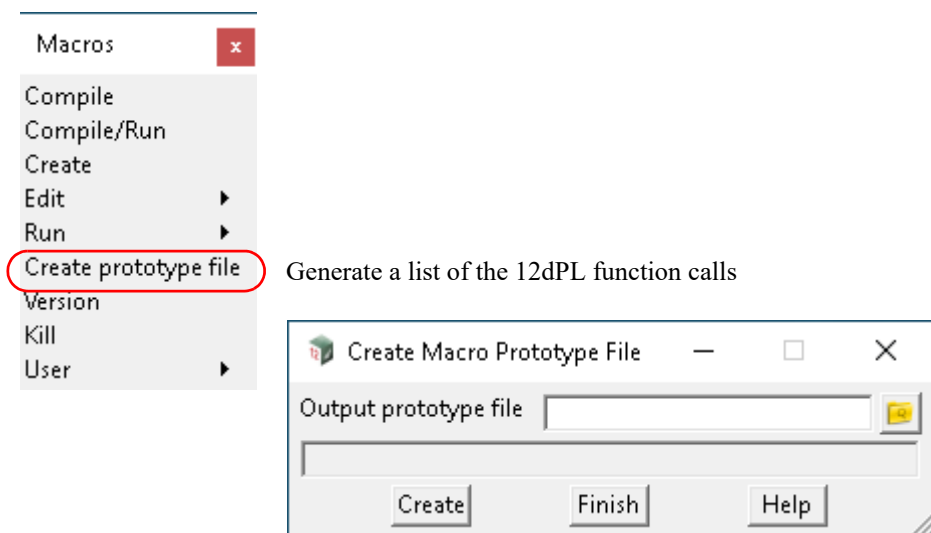 Macros
x
Compile
Compile/Run
Create
Edit
Run
Create prototype file
Generate a list of the 12dPL function calls
Version
Kill
User
Create Macro Prototype File
Output prototype file
Create Finish Help